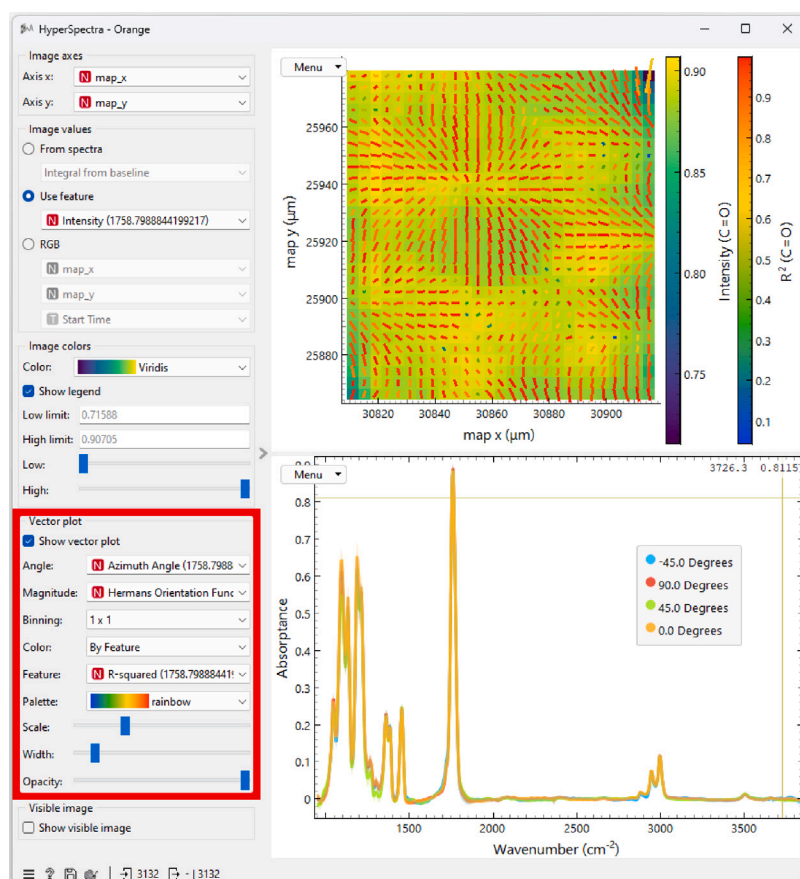 HyperSpectra - Orange
Image axes
Axis x: N map_x
Axis y: N map_y
Image values
From spectra
Integral from baseline
Use feature
N Intensity (1758.7988844199217)
RGB
N map_x
N map_y
T Start Time
Image colors
Color: Viridis
Show legend
Low limit: 0.71588
High limit: 0.90705
Low:
High:
Vector plot
Show vector plot
Angle: N Azimuth Angle (1758.7988
Magnitude: N Hermans Orientation Func
Binning: 1 x 1
Color: By Feature
Feature: N R-squared (1758.798884419
Palette: rainbow
Scale:
Width:
Opacity:
Visible image
Show visible image
3132 - | 3132
Menu
25960
25940
25920
25900
25880
map y (µm)
30820 30840 30860 30880 30900
map x (µm)
0.90
0.85
0.80
0.75
Intensity (C=O)
0.9
0.8
0.7
0.6
0.5
0.4
0.3
0.2
0.1
R² (C=O)
Menu
3726.3 0.8115
0.9
0.8
0.7
0.6
0.5
0.4
0.3
0.2
0.1
0
Absorptance
-45.0 Degrees
90.0 Degrees
45.0 Degrees
0.0 Degrees
1500 2000 2500 3000 3500
Wavenumber (cm⁻²)